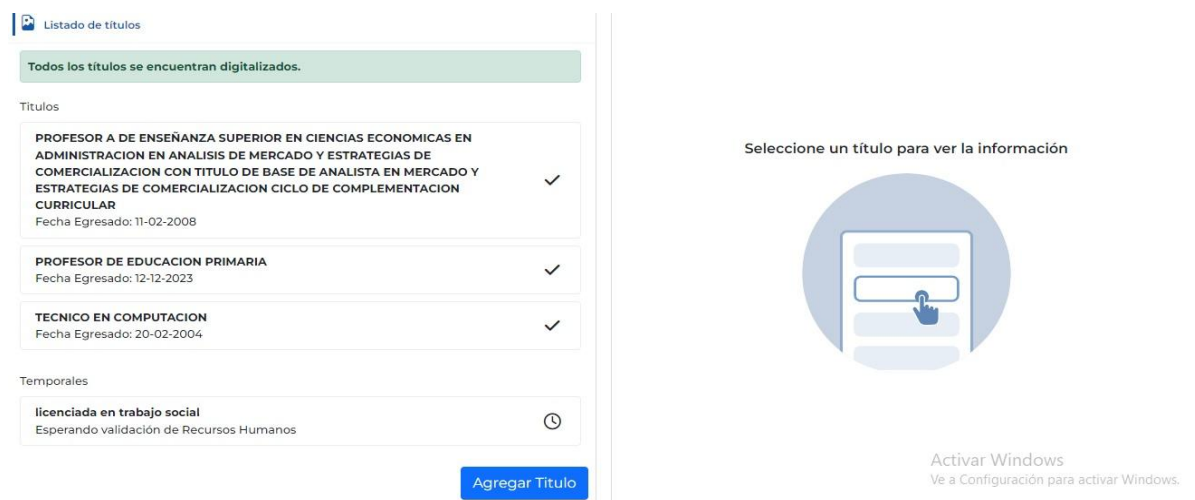 Listado de títulos
Todos los títulos se encuentran digitalizados.
Titulos
PROFESOR A DE ENSEÑANZA SUPERIOR EN CIENCIAS ECONOMICAS EN
ADMINISTRACION EN ANALISIS DE MERCADO Y ESTRATEGIAS DE
COMERCIALIZACION CON TITULO DE BASE DE ANALISTA EN MERCADO Y
ESTRATEGIAS DE COMERCIALIZACION CICLO DE COMPLEMENTACION
CURRICULAR
Fecha Egresado: 11-02-2008
PROFESOR DE EDUCACION PRIMARIA
Fecha Egresado: 12-12-2023
TECNICO EN COMPUTACION
Fecha Egresado: 20-02-2004
Temporales
licenciada en trabajo social
Esperando validación de Recursos Humanos
Agregar Titulo
Seleccione un título para ver la información
Activar Windows
Ve a Configuración para activar Windows.